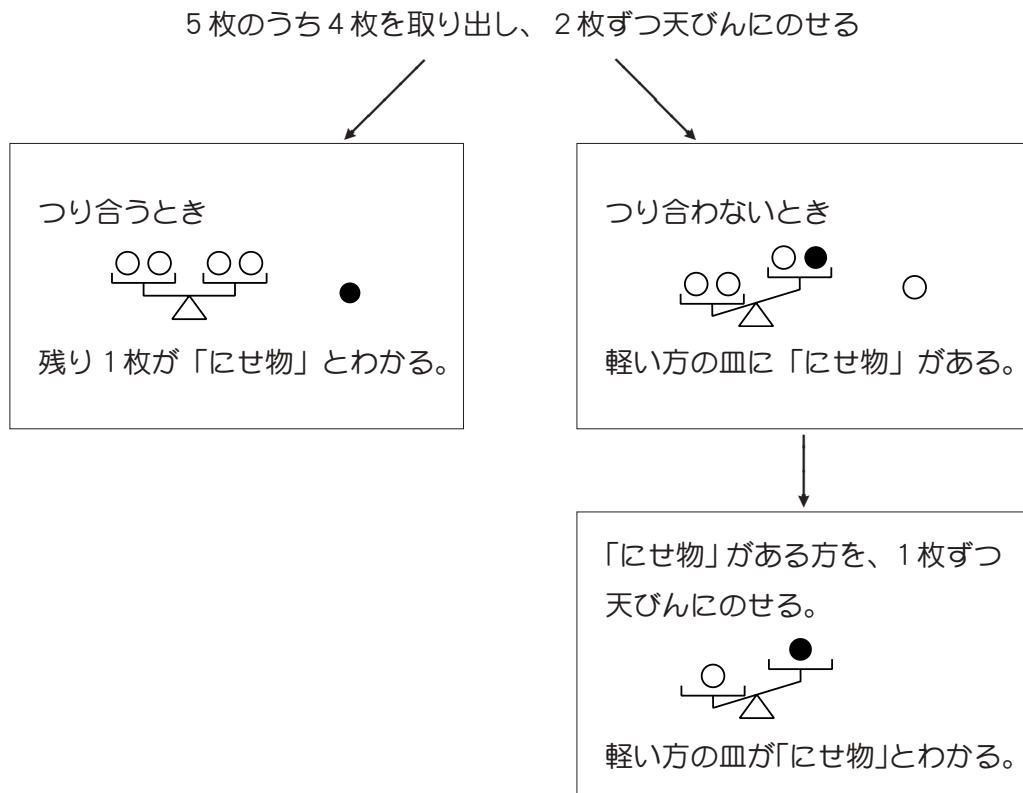 ５枚のうち４枚を取り出し、２枚ずつ天びんにのせる
つり合うとき
残り１枚が「にせ物」とわかる。
つり合わないとき
軽い方の皿に「にせ物」がある。
「にせ物」がある方を、１枚ずつ
天びんにのせる。
軽い方の皿が「にせ物」とわかる。